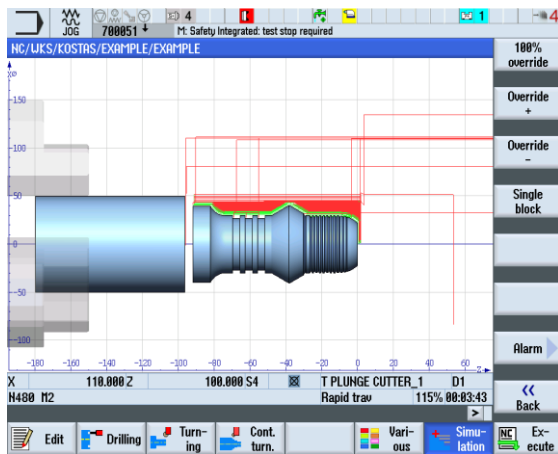 4 1 4
JOG 700051 M: Safety Integrated: test stop required
NC/WKS/KOSTAS/EXAMPLE/EXAMPLE
100%
override
Override
+
Override
-
Single
block
Alarm
<<
Back
XØ
150
100
50
0
-50
-100
-180 -160 -140 -120 -100 -80 -60 -40 -20 0 20 40 60 Z
X 110.000 Z 100.000 S4 T PLUNGE CUTTER_1 D1
N480 M2 Rapid trav 115% 00:03:43
>
Edit
Drilling
Turn-
ing
Cont.
turn.
Vari-
ous
Simu-
lation
NC
Ex-
ecute